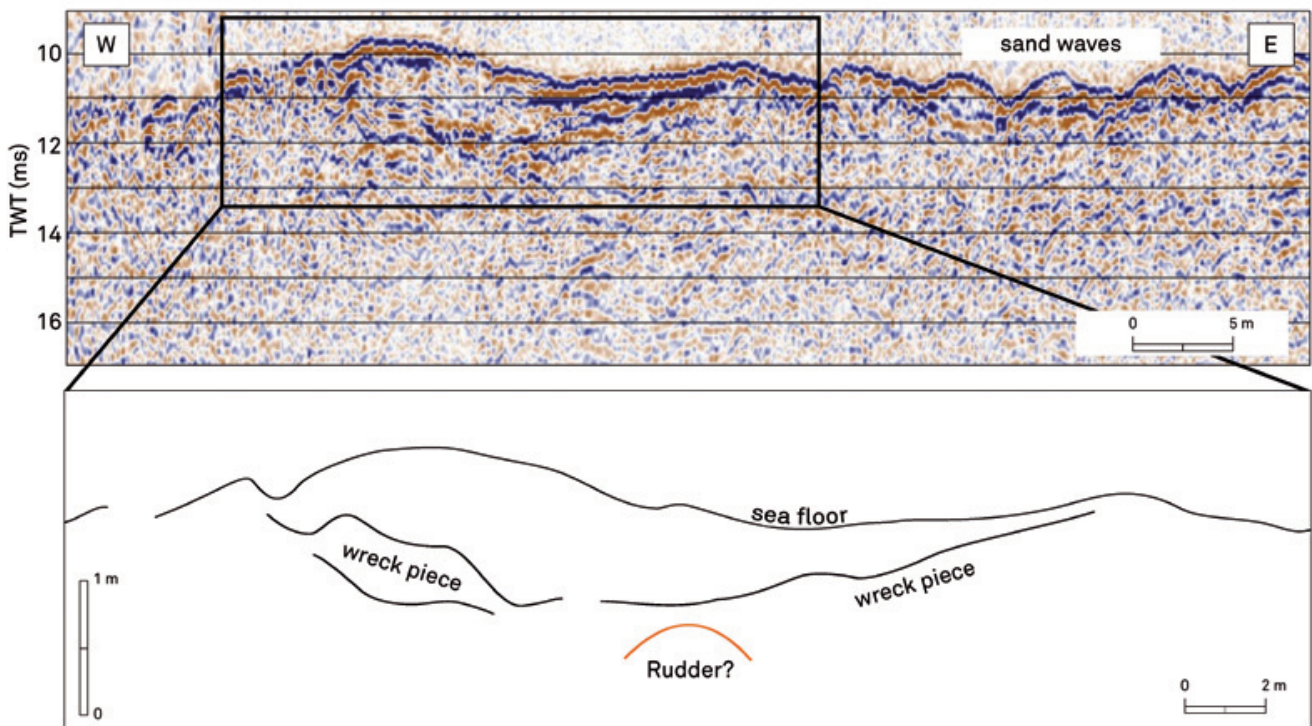 W
sand waves
E
10
12
14
16
TWT (ms)
0 5 m
sea floor
wreck piece
wreck piece
1 m
0
Rudder?
0 2 m